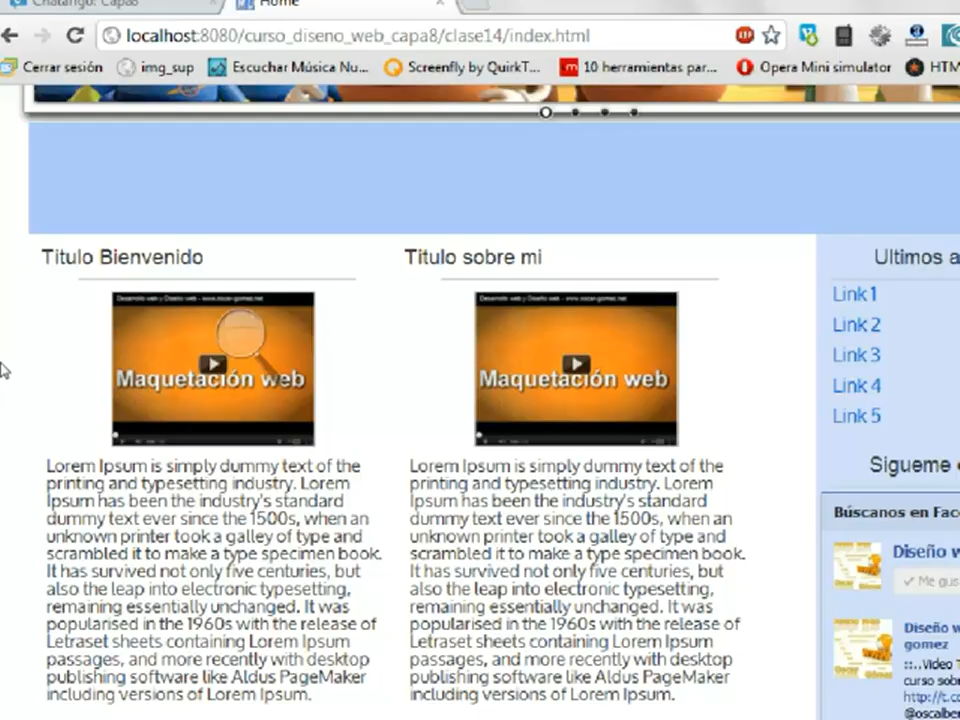 Chatango: Capa8
Home
localhost:8080/curso_diseno_web_capa8/clase14/index.html
Cerrar sesión
img_sup
Escuchar Música Nu...
Screenfly by QuirkT...
10 herramientas par...
Opera Mini simulator
HTM
Titulo Bienvenido
Titulo sobre mi
Ultimos a
Desarrollo web y Diseño web - www.oscar-gomez.net
Maquetación web
Desarrollo web y Diseño web - www.oscar-gomez.net
Maquetación web
Link 1
Link 2
Link 3
Link 4
Link 5
Lorem Ipsum is simply dummy text of the
printing and typesetting industry. Lorem
Ipsum has been the industry's standard
dummy text ever since the 1500s, when an
unknown printer took a galley of type and
scrambled it to make a type specimen book.
It has survived not only five centuries, but
also the leap into electronic typesetting,
remaining essentially unchanged. It was
popularised in the 1960s with the release of
Letraset sheets containing Lorem Ipsum
passages, and more recently with desktop
publishing software like Aldus PageMaker
including versions of Lorem Ipsum.
Lorem Ipsum is simply dummy text of the
printing and typesetting industry. Lorem
Ipsum has been the industry's standard
dummy text ever since the 1500s, when an
unknown printer took a galley of type and
scrambled it to make a type specimen book.
It has survived not only five centuries, but
also the leap into electronic typesetting,
remaining essentially unchanged. It was
popularised in the 1960s with the release of
Letraset sheets containing Lorem Ipsum
passages, and more recently with desktop
publishing software like Aldus PageMaker
including versions of Lorem Ipsum.
Sigueme
Búscanos en Face
Diseño w
Me gus
Diseño w
gomez
::..Video T
curso sob
http://t.co
@oscalber